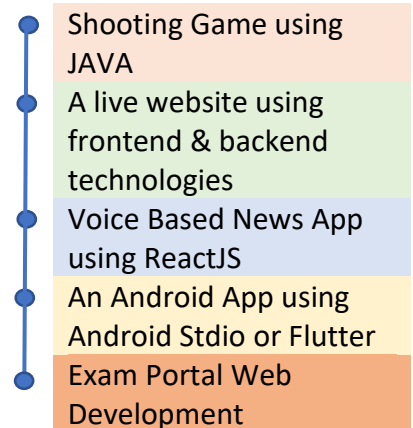 Shooting Game using
JAVA
A live website using
frontend & backend
technologies
Voice Based News App
using ReactJS
An Android App using
Android Stdio or Flutter
Exam Portal Web
Development